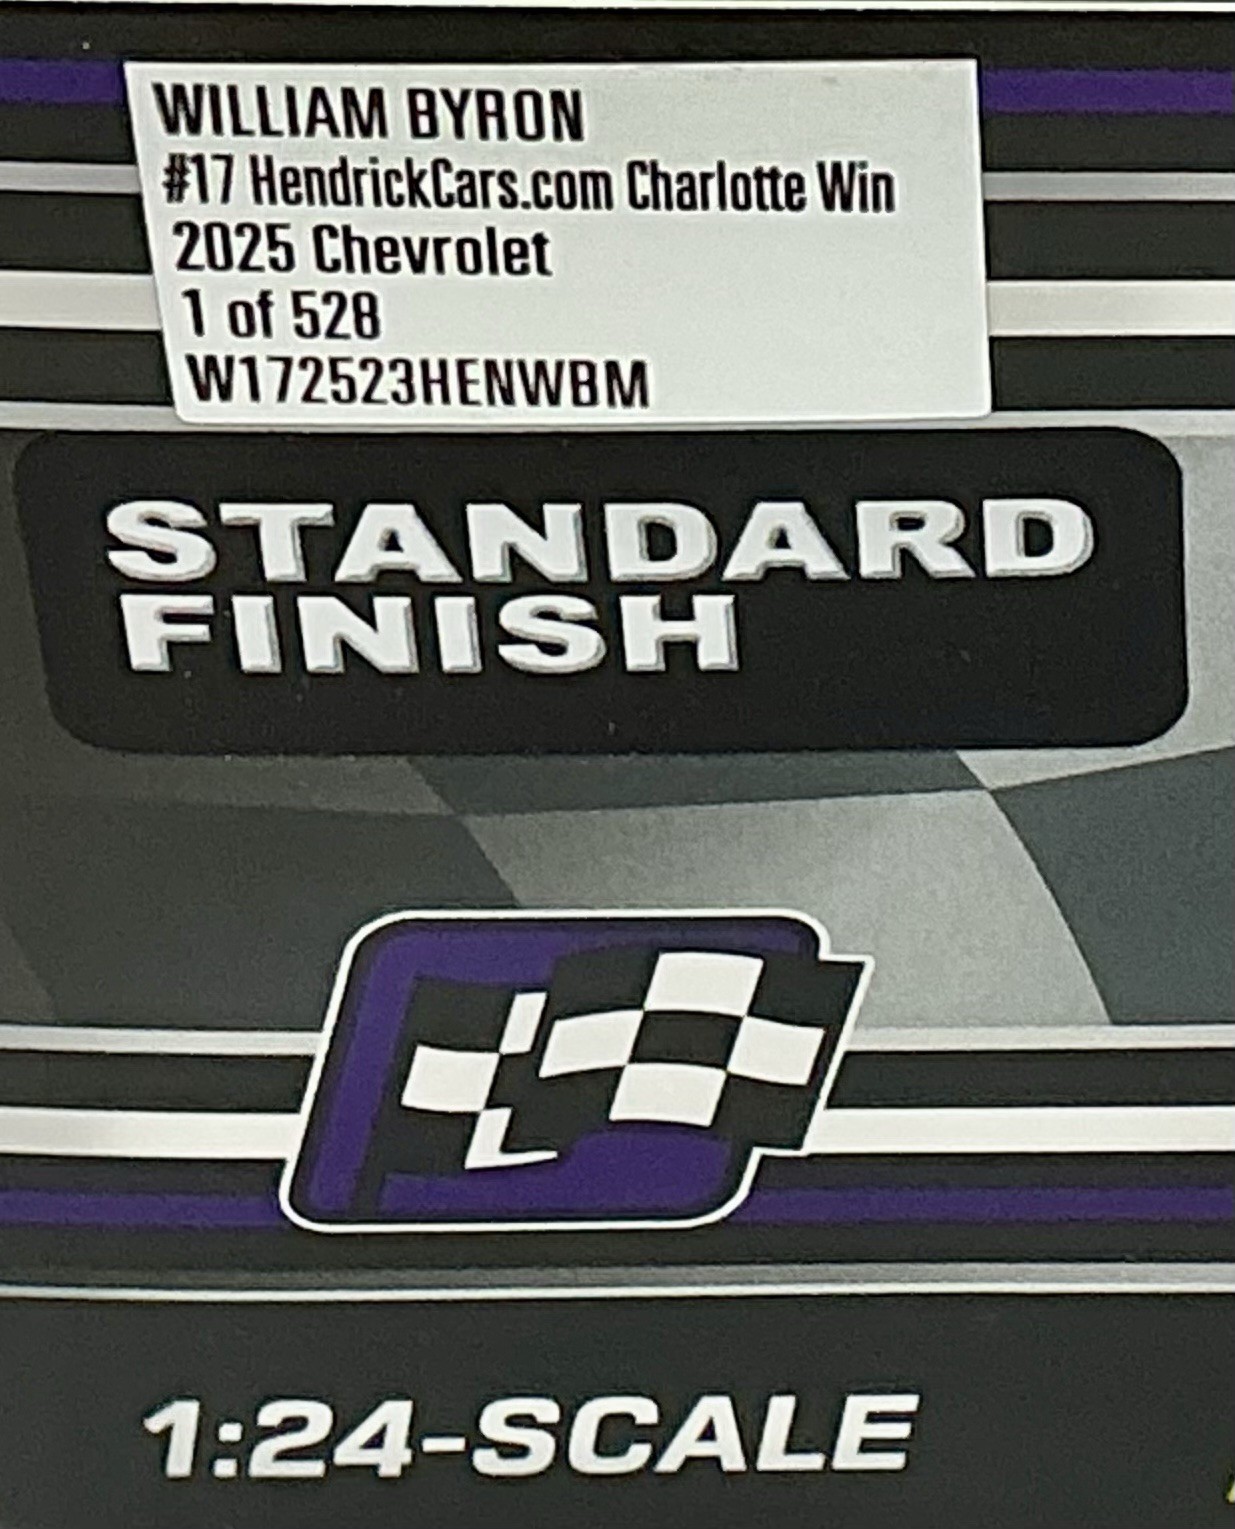 WILLIAM BYRON
#17 HendrickCars.com Charlotte Win
2025 Chevrolet
1 of 528
W172523HENWBM
STANDARD
FINISH
1:24-SCALE